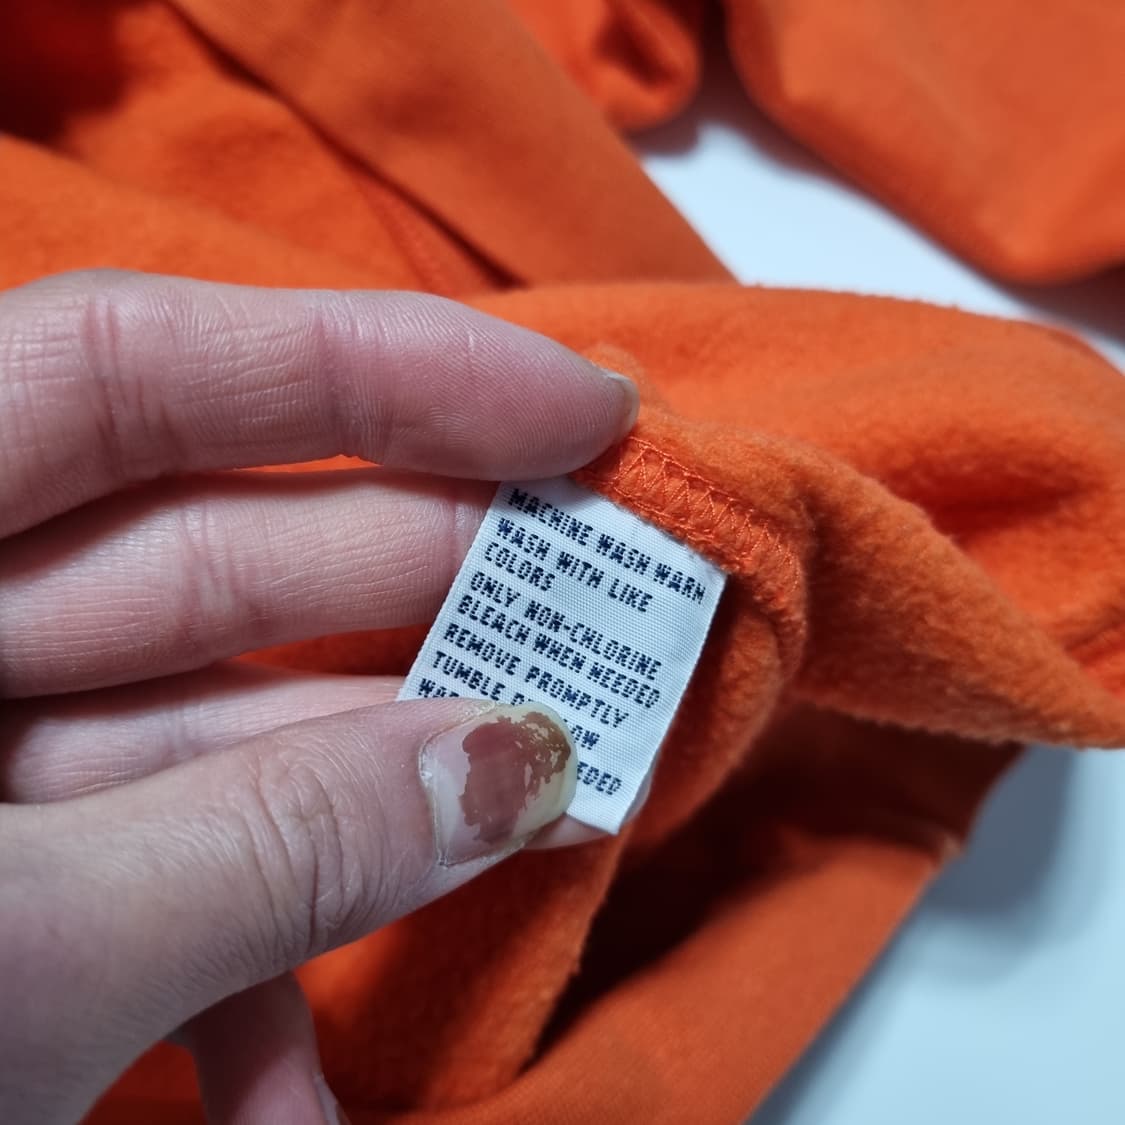 MACHINE WASH WARM
WASH WITH LIKE
COLORS
ONLY NON-CHLORINE
BLEACH WHEN NEEDED
REMOVE PROMPTLY
TUMBLE